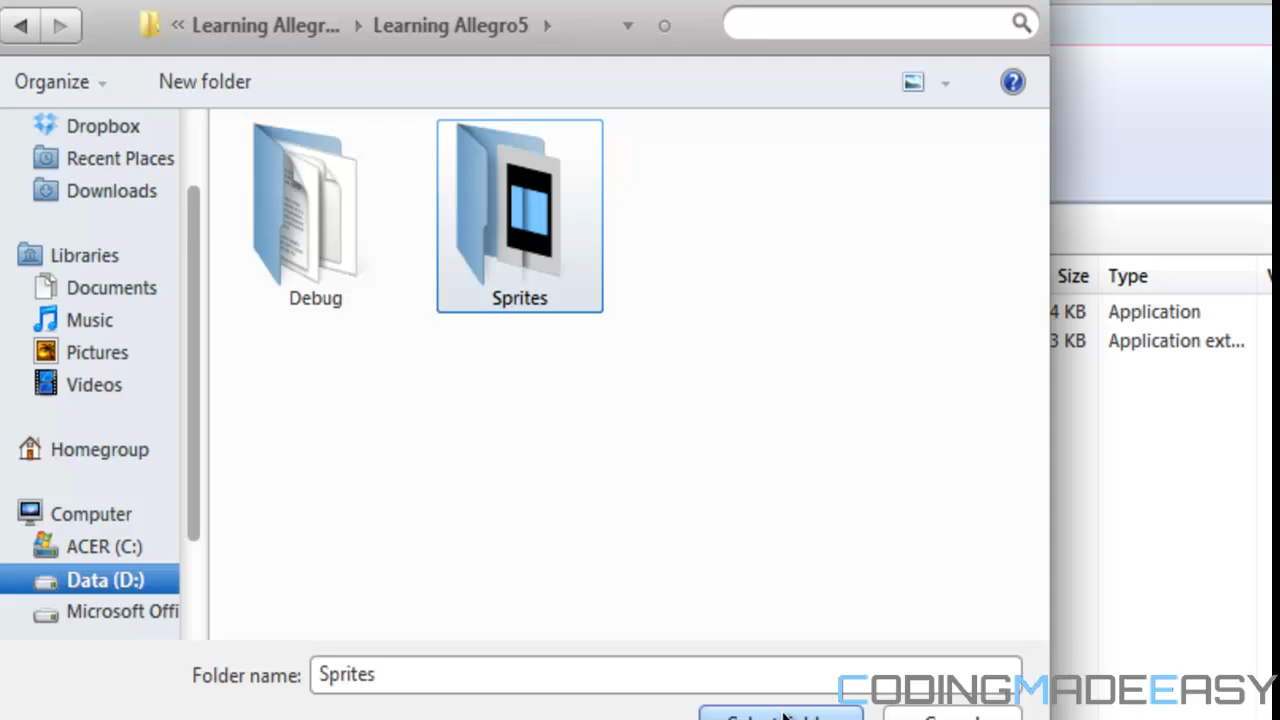 « Learning Allegr... Learning Allegro5
Organize New folder
Dropbox
Recent Places
Downloads
Libraries
Documents
Music
Pictures
Videos
Homegroup
Computer
ACER (C:)
Data (D:)
Microsoft Offi
Debug
Sprites
Size Type
4 KB Application
3 KB Application ext...
Folder name: Sprites
CODINGMADEEASY